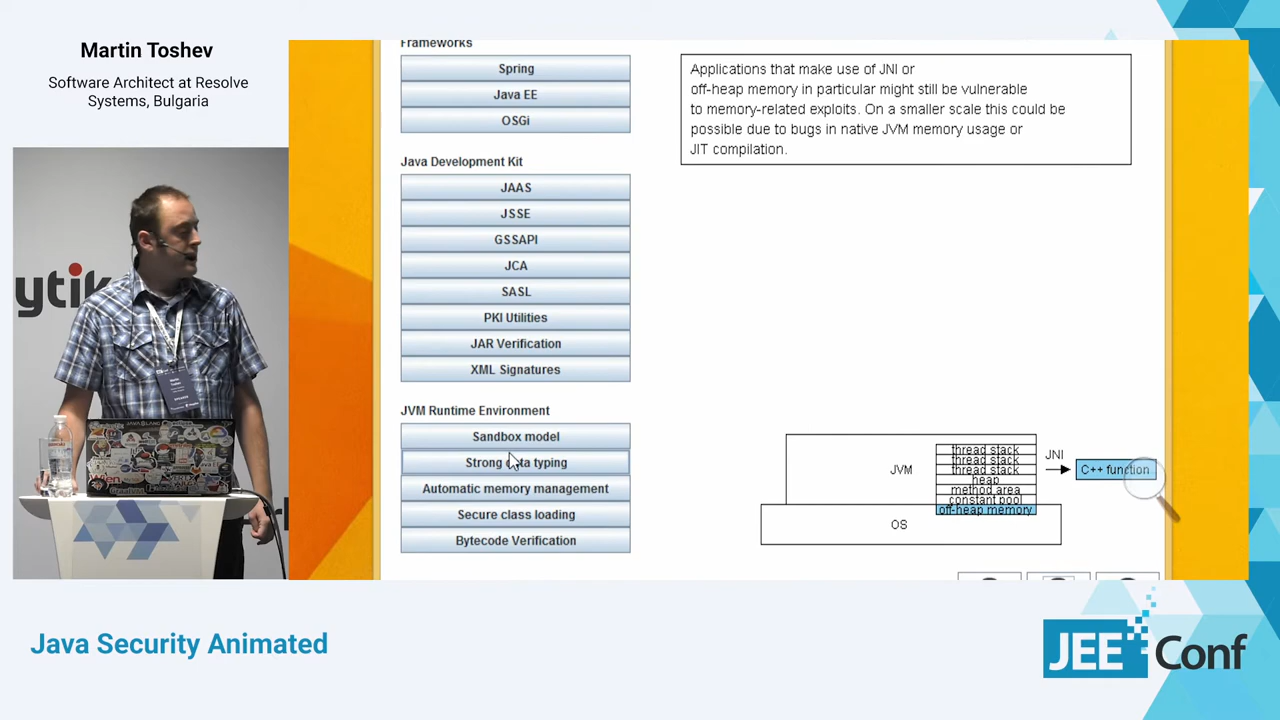 Martin Toshev
Software Architect at Resolve
Systems, Bulgaria
ytik
Frameworks
Spring
Java EE
OSGi
Java Development Kit
JAAS
JSSE
GSSAPI
JCA
SASL
PKI Utilities
JAR Verification
XML Signatures
JVM Runtime Environment
Sandbox model
Strong data typing
Automatic memory management
Secure class loading
Bytecode Verification
Applications that make use of JNI or
off-heap memory in particular might still be vulnerable
to memory-related exploits. On a smaller scale this could be
possible due to bugs in native JVM memory usage or
JIT compilation.
JVM
thread stack
thread stack
thread stack
heap
method area
constant pool
off-heap memory
JNI
C++ function
OS
Java Security Animated
JEE Conf